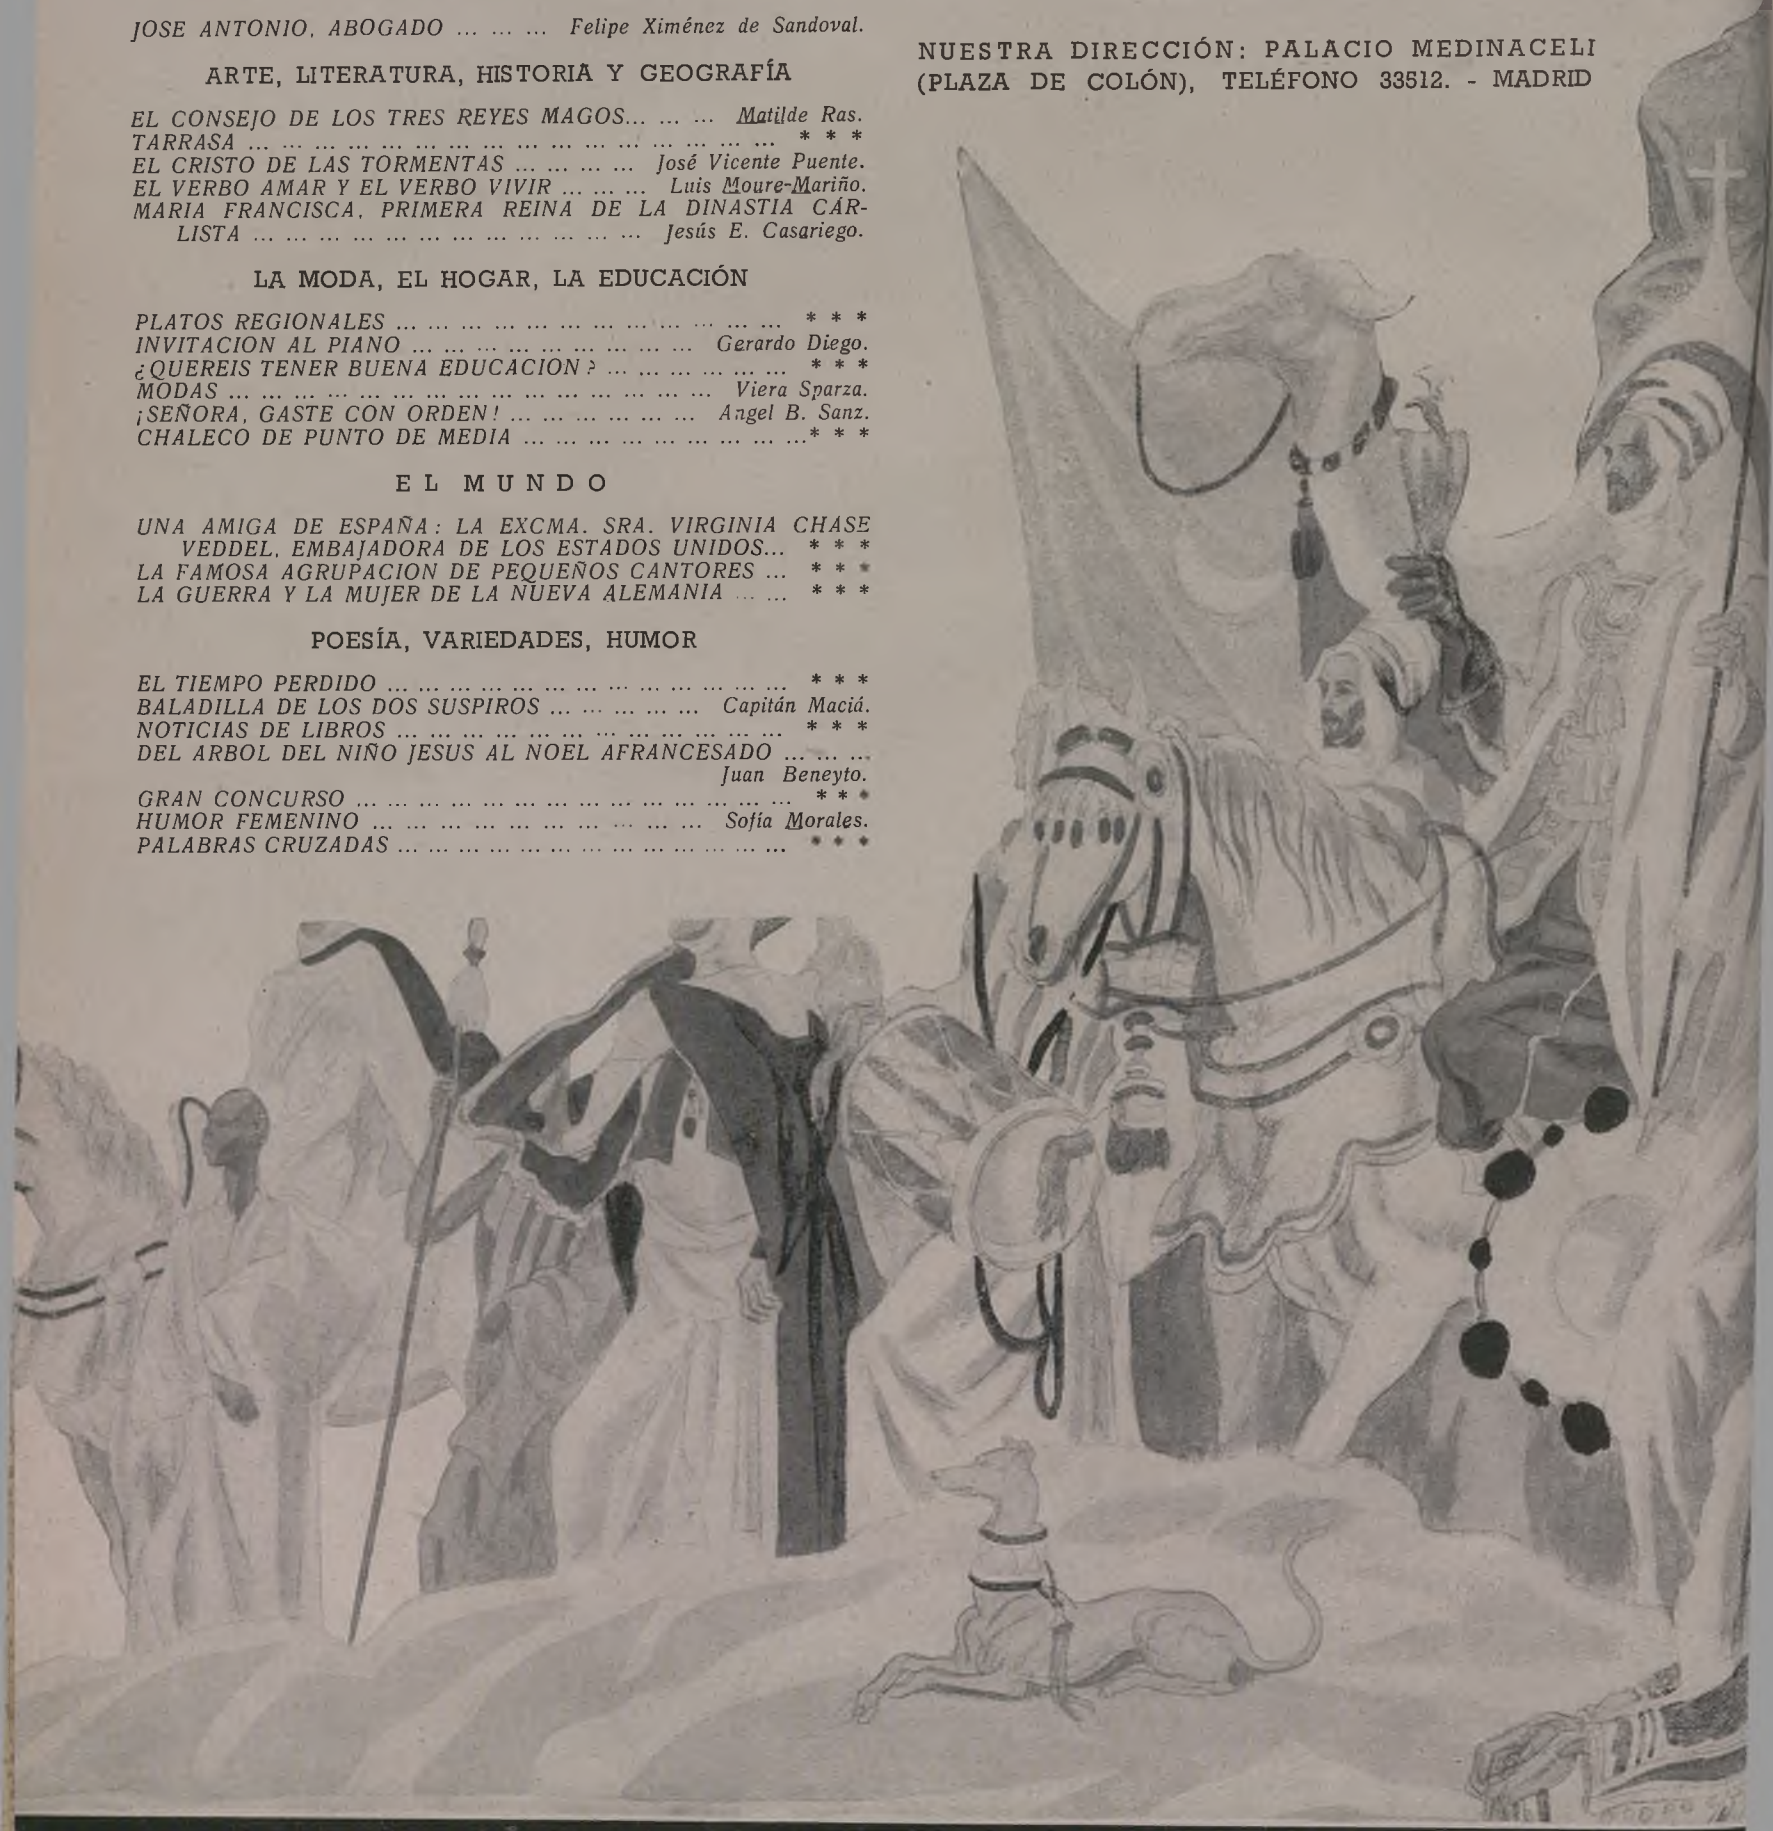 JOSE ANTONIO, ABOGADO ... ... ... Felipe Ximénez de Sandoval.
ARTE, LITERATURA, HISTORIA Y GEOGRAFÍA
EL CONSEJO DE LOS TRES REYES MAGOS... ... ... Matilde Ras.
TARRASA ... ... ... ... ... ... ... ... ... ... ... ... ... ... ... ... * * *
EL CRISTO DE LAS TORMENTAS ... ... ... ... José Vicente Puente.
EL VERBO AMAR Y EL VERBO VIVIR ... ... ... Luis Moure-Mariño.
MARIA FRANCISCA, PRIMERA REINA DE LA DINASTIA CAR-
LISTA ... ... ... ... ... ... ... ... ... ... ... ... Jesús E. Casariego.
LA MODA, EL HOGAR, LA EDUCACIÓN
PLATOS REGIONALES ... ... ... ... ... ... ... ... ... ... ... ... * * *
INVITACION AL PIANO ... ... ... ... ... ... ... ... ... Gerardo Diego.
¿QUEREIS TENER BUENA EDUCACION? ... ... ... ... ... ... * * *
MODAS ... ... ... ... ... ... ... ... ... ... ... ... ... ... ... Viera Sparza.
¡SEÑORA, GASTE CON ORDEN! ... ... ... ... ... ... Angel B. Sanz.
CHALECO DE PUNTO DE MEDIA ... ... ... ... ... ... ... ... ...* * *
EL MUNDO
UNA AMIGA DE ESPAÑA: LA EXCMA. SRA. VIRGINIA CHASE
VEDDEL, EMBAJADORA DE LOS ESTADOS UNIDOS... * * *
LA FAMOSA AGRUPACION DE PEQUEÑOS CANTORES ... * * *
LA GUERRA Y LA MUJER DE LA NUEVA ALEMANIA ... ... * * *
POESÍA, VARIEDADES, HUMOR
EL TIEMPO PERDIDO ... ... ... ... ... ... ... ... ... ... ... ... ... * * *
BALADILLA DE LOS DOS SUSPIROS ... ... ... ... ... Capitán Maciá.
NOTICIAS DE LIBROS ... ... ... ... ... ... ... ... ... ... ... ... * * *
DEL ARBOL DEL NIÑO JESUS AL NOEL AFRANCESADO ... ... ...
Juan Beneyto.
GRAN CONCURSO ... ... ... ... ... ... ... ... ... ... ... ... ... ... * * *
HUMOR FEMENINO ... ... ... ... ... ... ... ... ... ... Sofía Morales.
PALABRAS CRUZADAS ... ... ... ... ... ... ... ... ... ... ... ... ... * * *
NUESTRA DIRECCIÓN: PALACIO MEDINACELI
(PLAZA DE COLÓN), TELÉFONO 33512. - MADRID